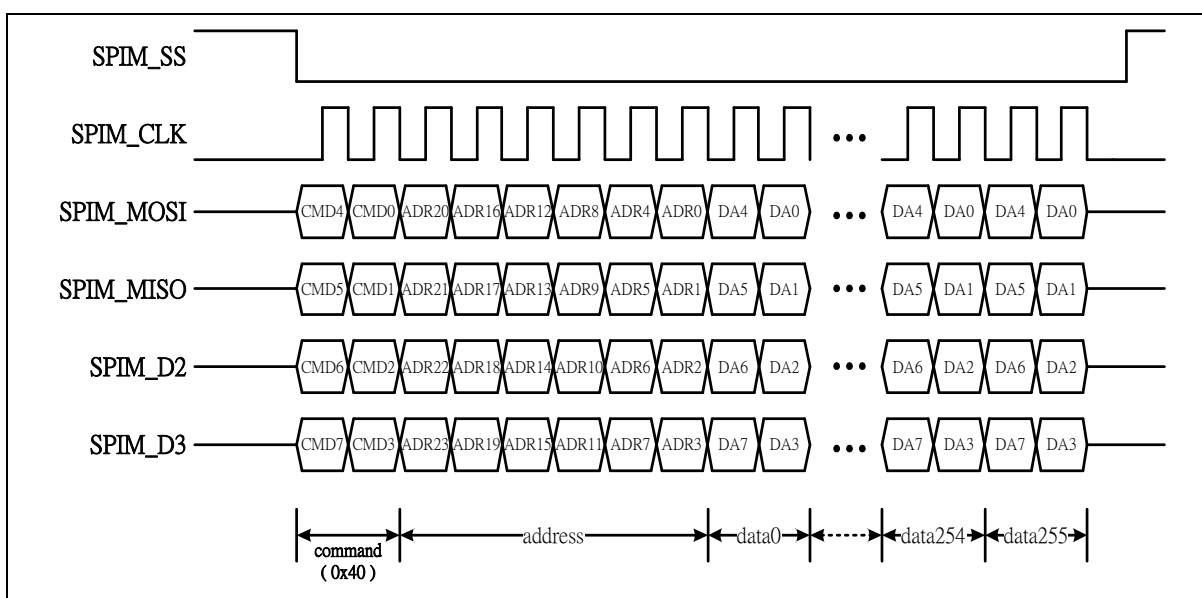 SPIM_SS
SPIM_CLK
SPIM_MOSI CMD4 CMD0 ADR20 ADR16 ADR12 ADR8 ADR4 ADR0 DA4 DA0 ••• DA4 DA0 DA4 DA0
SPIM_MISO CMD5 CMD1 ADR21 ADR17 ADR13 ADR9 ADR5 ADR1 DA5 DA1 ••• DA5 DA1 DA5 DA1
SPIM_D2 CMD6 CMD2 ADR22 ADR18 ADR14 ADR10 ADR6 ADR2 DA6 DA2 ••• DA6 DA2 DA6 DA2
SPIM_D3 CMD7 CMD3 ADR23 ADR19 ADR15 ADR11 ADR7 ADR3 DA7 DA3 ••• DA7 DA3 DA7 DA3
command address data0 data254 data255
( 0x40 )